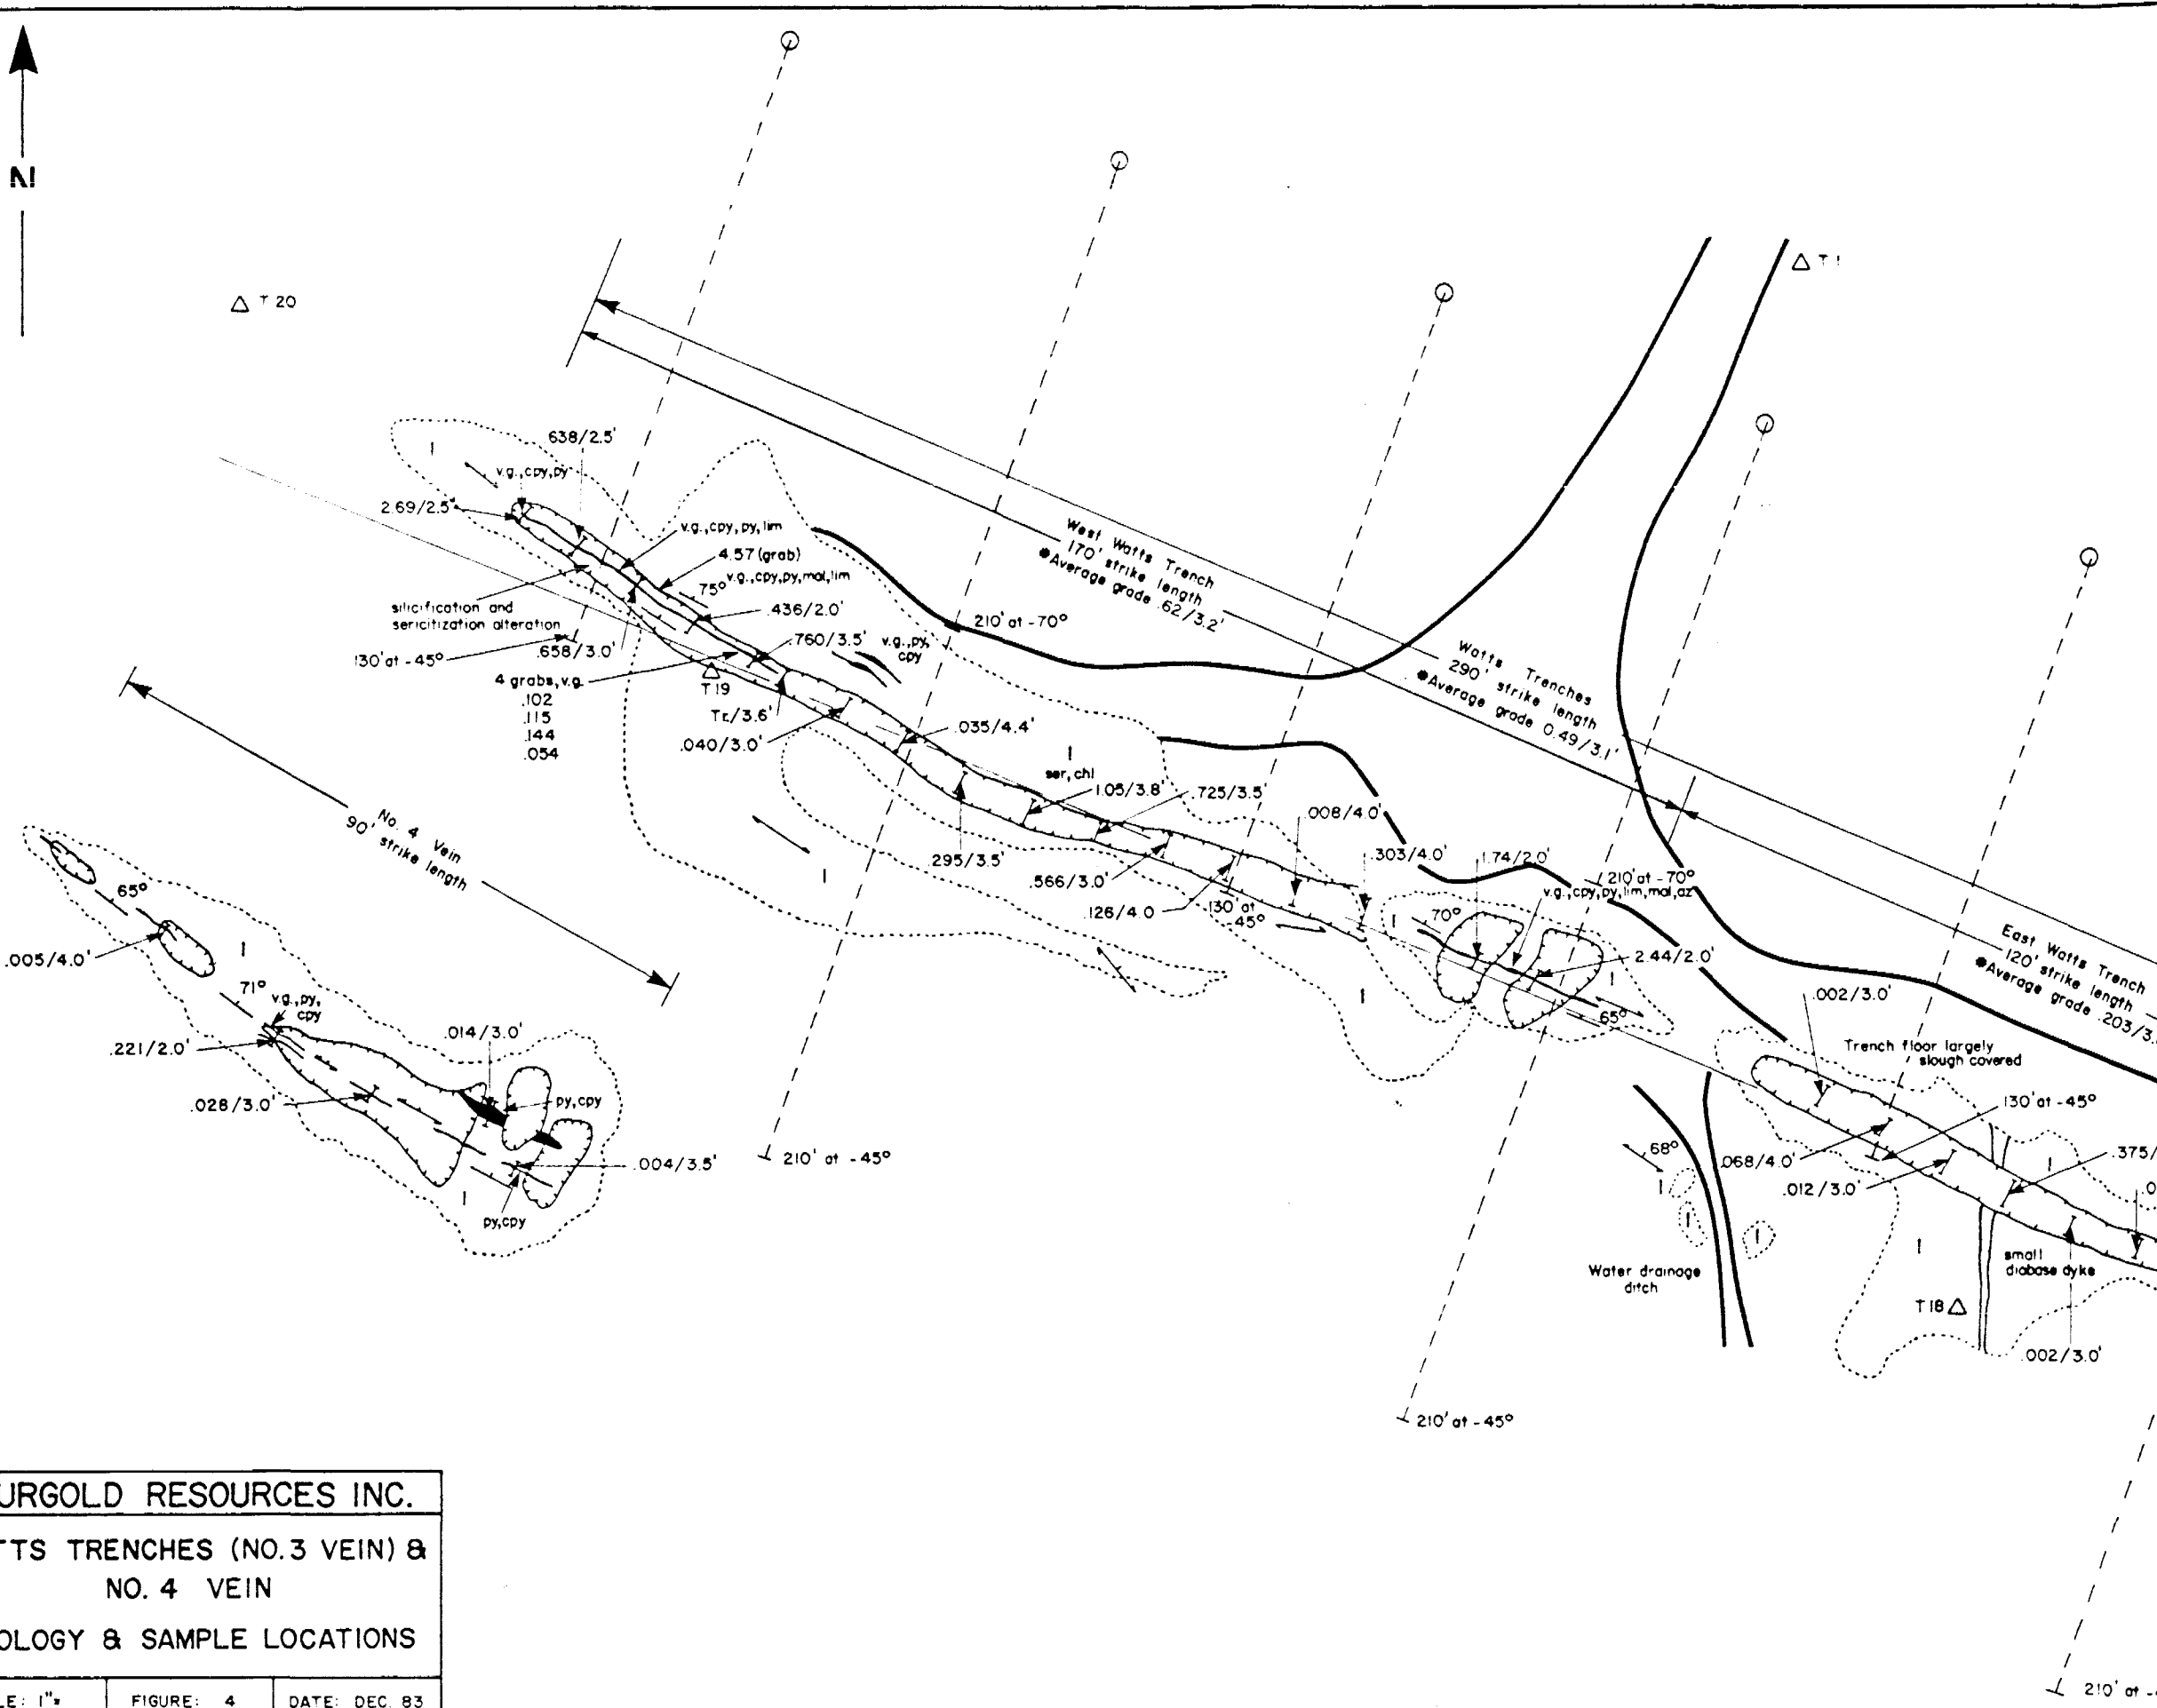 N
T 20
T 1
638/2.5'
v.g.,cpy,py
2.69/2.5'
v.g.,cpy,py,lim
4.57 (grab)
v.g.,cpy,py,mal,lim
75°
.436/2.0'
silicification and
sericitization alteration
130' at -45°
.658/3.0'
.760/3.5'
v.g.,py,
cpy
210' at -70°
4 grabs, v.g.
.102
.115
.144
.054
T19
Tr/3.6'
.040/3.0'
.035/4.4'
West Watts Trench
170' strike length
Average grade .62/3.2'
Watts Trenches
290' strike length
Average grade 0.49/3.1'
East Watts Trench
120' strike length
Average grade .203/3.
I
ser, chl
1.05/3.8'
.725/3.5'
.008/4.0'
.295/3.5'
.566/3.0'
.126/4.0
130' at
-45°
.303/4.0'
1.74/2.0'
210' at -70°
v.g.,cpy,py,lim,mal,az
70°
2.44/2.0'
65°
I
I
I
I
I
No. 4 Vein
90' strike length
65°
.005/4.0'
I
71°
v.g.,py,
cpy
.221/2.0'
.014/3.0'
.028/3.0'
py,cpy
.004/3.5'
I
py,cpy
210' at -45°
.002/3.0'
Trench floor largely
slough covered
130' at -45°
68°
.068/4.0'
.012/3.0'
.375/
.0
I
I
I
I
I
Water drainage
ditch
small
diabase dyke
T18
.002/3.0'
210' at -45°
210' at -
URGOLD RESOURCES INC.
TTS TRENCHES (NO.3 VEIN) &
NO. 4 VEIN
OLOGY & SAMPLE LOCATIONS
LE: 1"=
FIGURE: 4
DATE: DEC. 83